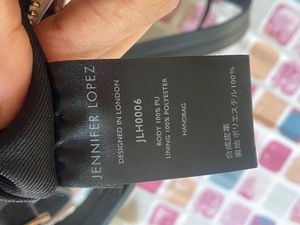 JENNIFER LOPEZ
DESIGNED IN LONDON
JLH0006
BODY 100% PU
LINING 100% POLYESTER
HANDBAG
合成皮革
裏地 ポリエステル100%